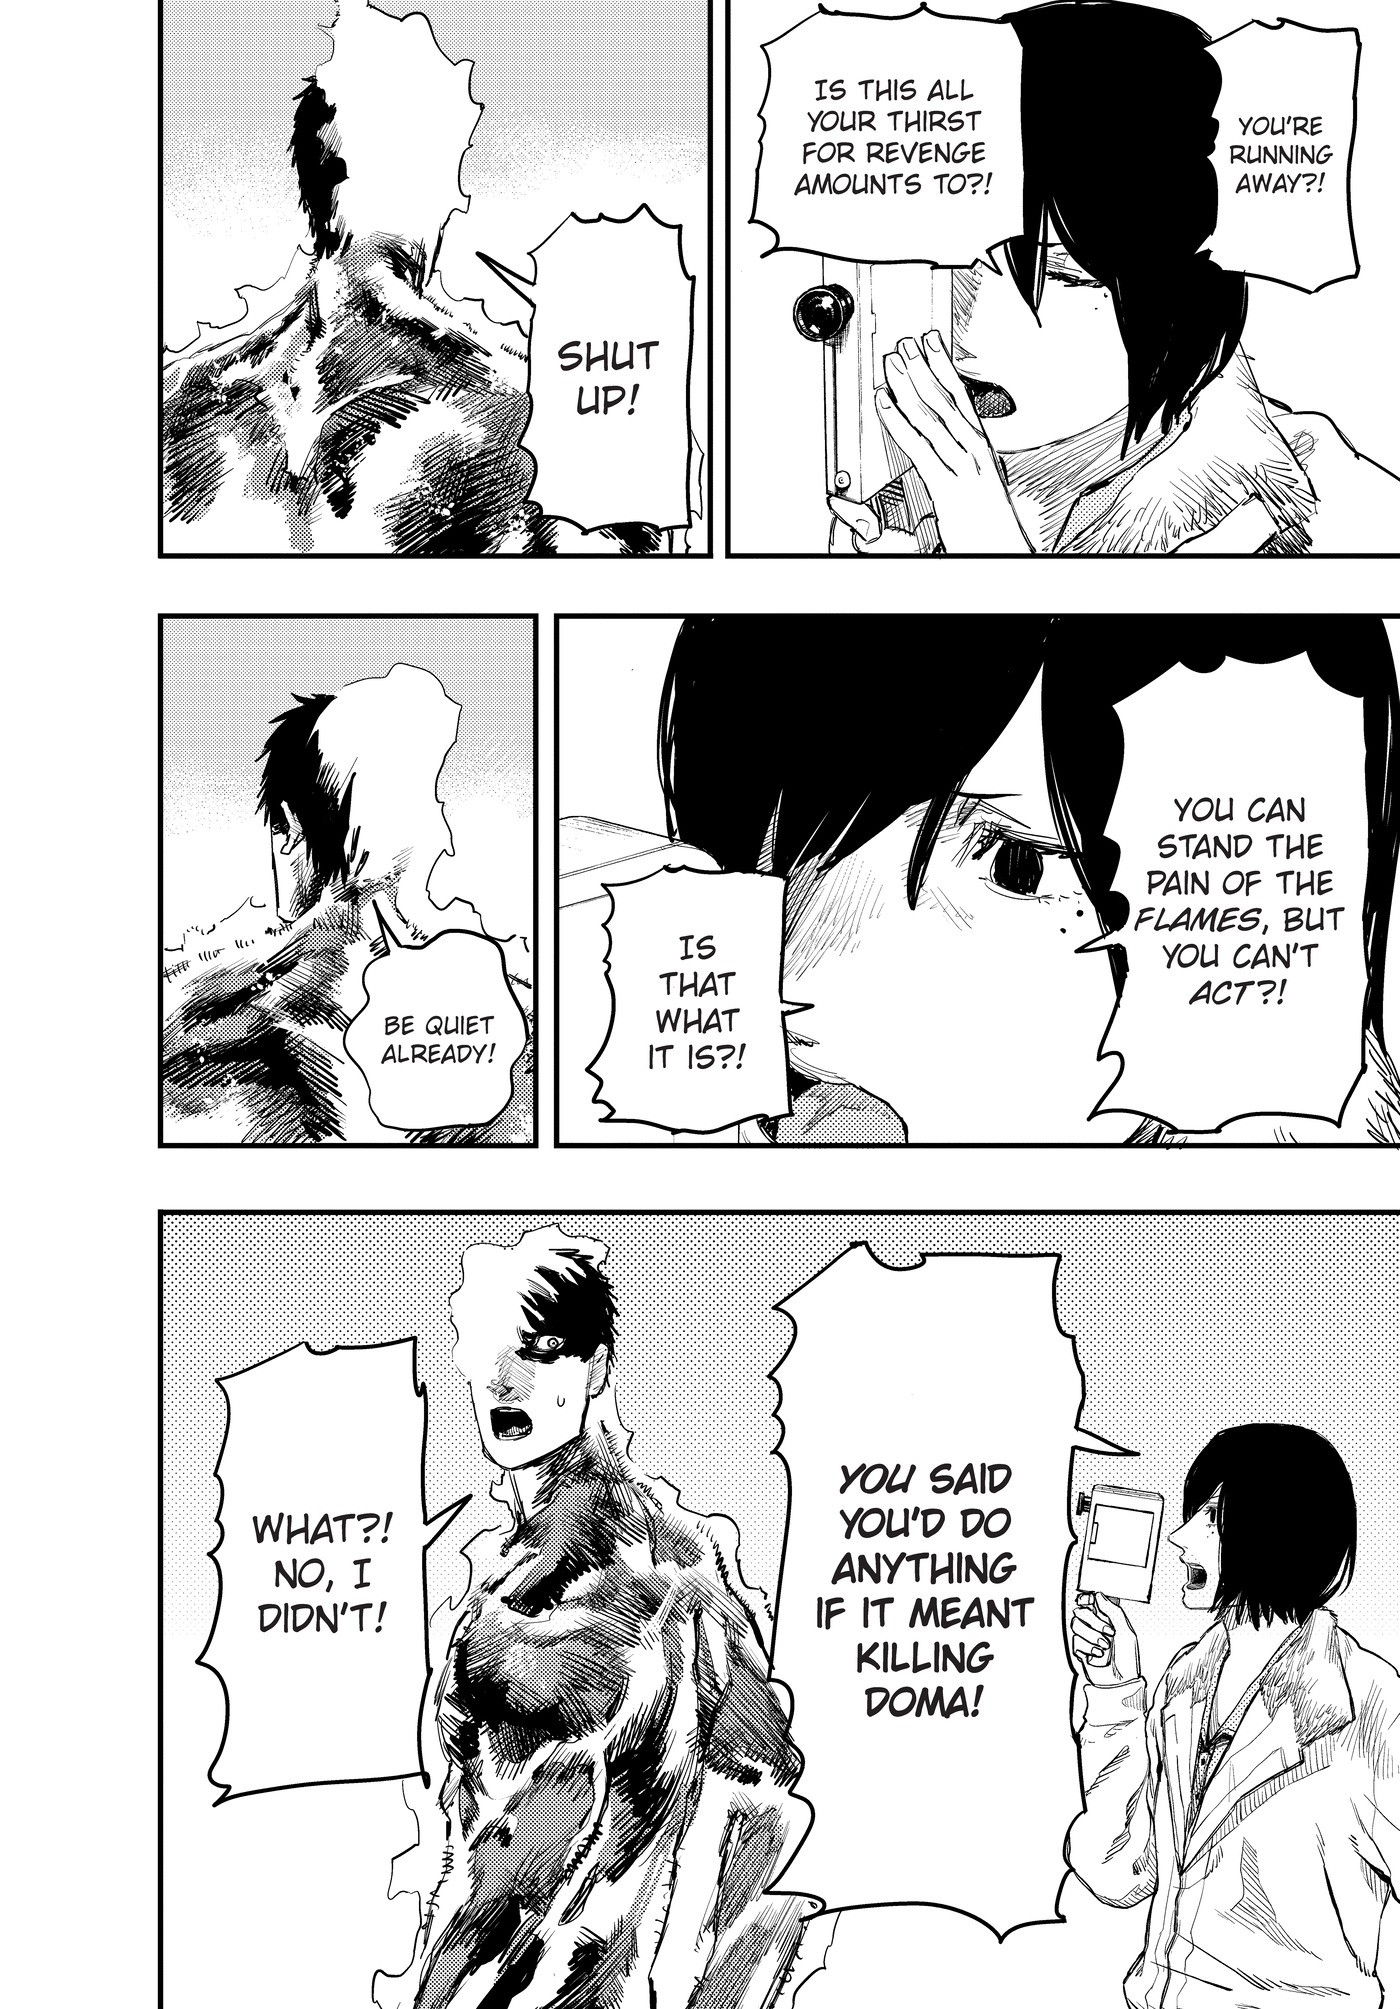 YOU'RE
RUNNING
AWAY?!
IS THIS ALL
YOUR THIRST
FOR REVENGE
AMOUNTS TO?!
SHUT
UP!
YOU CAN
STAND THE
PAIN OF THE
FLAMES, BUT
YOU CAN'T
ACT?!
IS
THAT
WHAT
IT IS?!
BE QUIET
ALREADY!
YOU SAID
YOU'D DO
ANYTHING
IF IT MEANT
KILLING
DOMA!
WHAT?!
NO, I
DIDN'T!